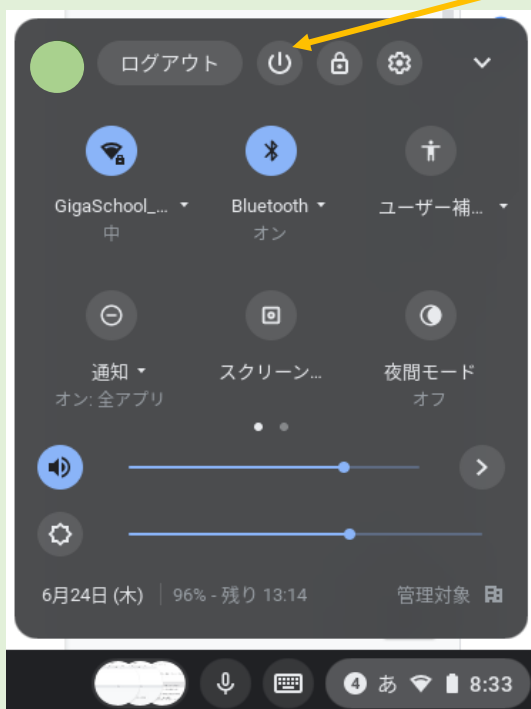 ログアウト
GigaSchool_... Bluetooth ユーザー補...
中 オン
通知 スクリーン... 夜間モード
オン: 全アプリ オフ
6月24日 (木) 96% - 残り 13:14 管理対象
4 あ 8:33